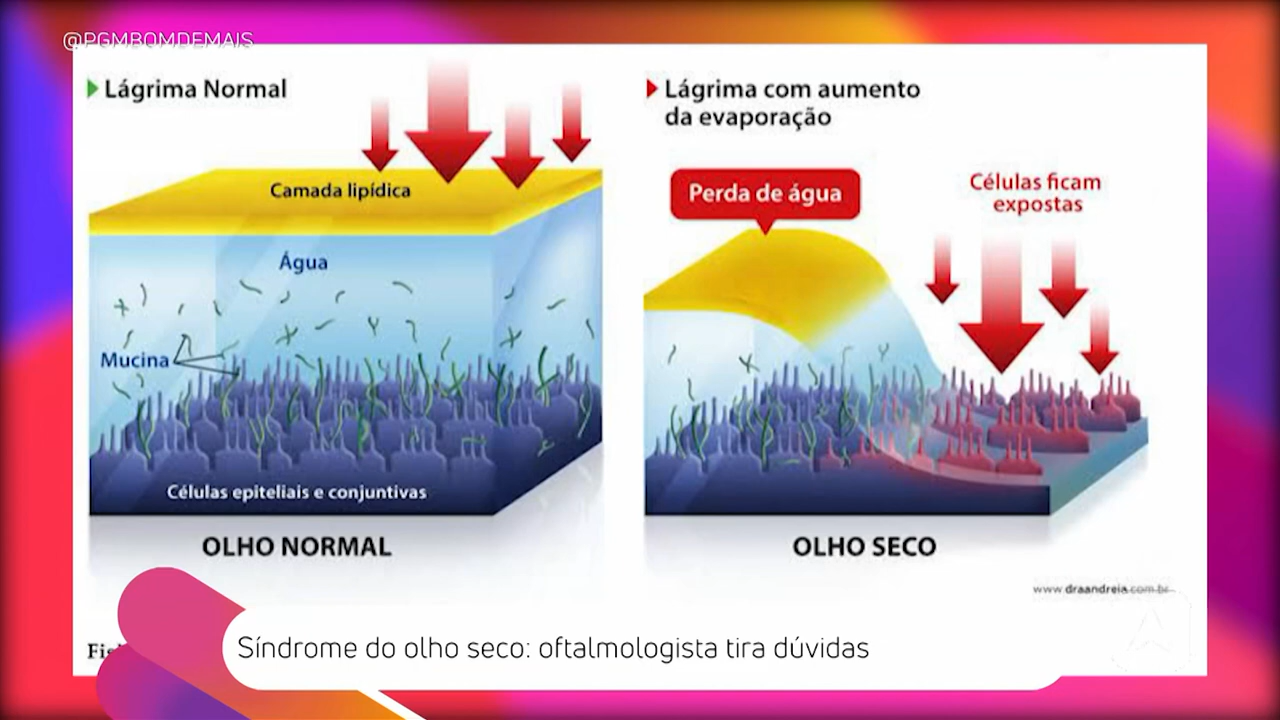 @PGMBOMDEMAIS
Lágrima Normal
Camada lipídica
Água
Mucina
Células epiteliais e conjuntivas
OLHO NORMAL
Lágrima com aumento
da evaporação
Perda de água
Células ficam
expostas
OLHO SECO
www.draandreia.com.br
Síndrome do olho seco: oftalmologista tira dúvidas